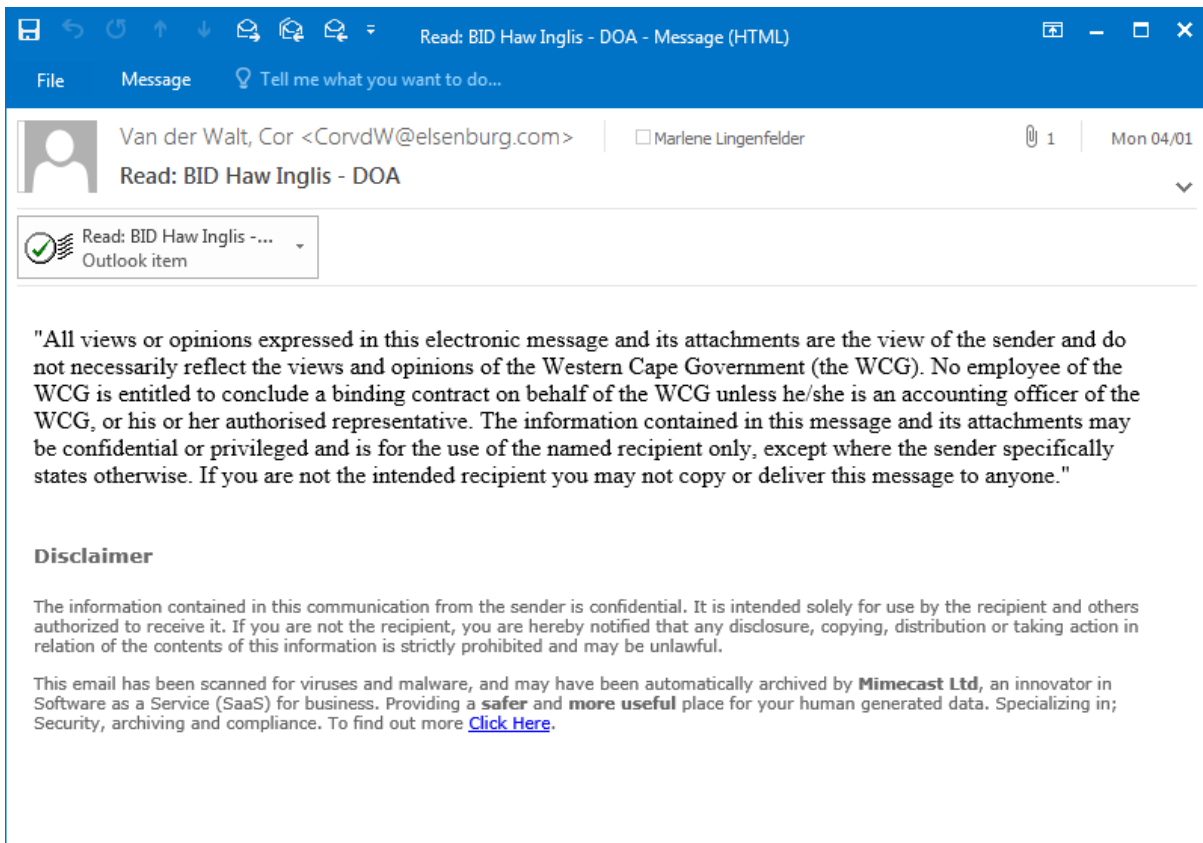 Read: BID Haw Inglis - DOA - Message (HTML)
File Message Tell me what you want to do...
Van der Walt, Cor <CorvdW@elsenburg.com> Marlene Lingenfelder 1 Mon 04/01
Read: BID Haw Inglis - DOA
Read: BID Haw Inglis -...
Outlook item
"All views or opinions expressed in this electronic message and its attachments are the view of the sender and do
not necessarily reflect the views and opinions of the Western Cape Government (the WCG). No employee of the
WCG is entitled to conclude a binding contract on behalf of the WCG unless he/she is an accounting officer of the
WCG, or his or her authorised representative. The information contained in this message and its attachments may
be confidential or privileged and is for the use of the named recipient only, except where the sender specifically
states otherwise. If you are not the intended recipient you may not copy or deliver this message to anyone."
Disclaimer
The information contained in this communication from the sender is confidential. It is intended solely for use by the recipient and others
authorized to receive it. If you are not the recipient, you are hereby notified that any disclosure, copying, distribution or taking action in
relation of the contents of this information is strictly prohibited and may be unlawful.
This email has been scanned for viruses and malware, and may have been automatically archived by Mimecast Ltd, an innovator in
Software as a Service (SaaS) for business. Providing a safer and more useful place for your human generated data. Specializing in;
Security, archiving and compliance. To find out more Click Here.